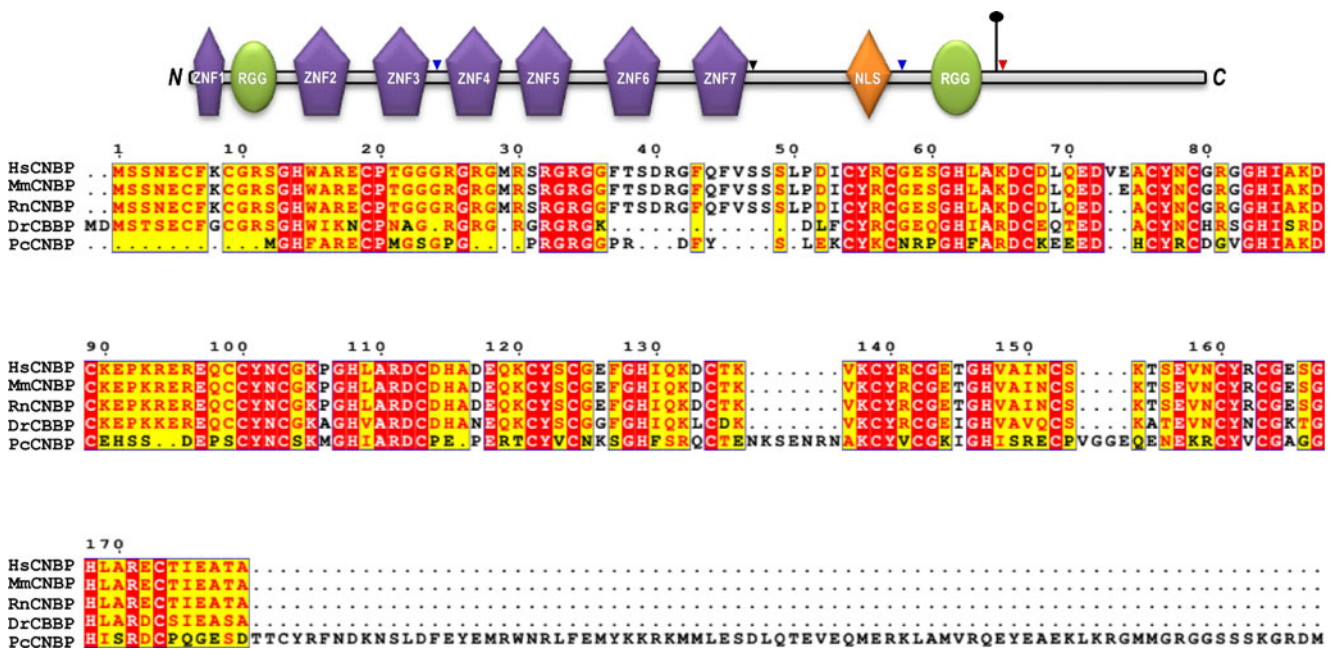 N ZNF1 RGG ZNF2 ZNF3 ZNF4 ZNF5 ZNF6 ZNF7 NLS RGG C
1 10 20 30 40 50 60 70 80
HsCNBP ..MSSNECFKCGRSGHWARECPTGGGRGRGMRSRGRGGFTSDRGFQFVSSSLPDICYRCGESGHLAKDCDLQEDVEACYNCGRGGHIAKD
MmCNBP ..MSSNECFKCGRSGHWARECPTGGGRGRGMRSRGRGGFTSDRGFQFVSSSLPDICYRCGESGHLAKDCDLQED.EACYNCGRGGHIAKD
RnCNBP ..MSSNECFKCGRSGHWARECPTGGGRGRGMRSRGRGGFTSDRGFQFVSSSLPDICYRCGESGHLAKDCDLQED..ACYNCGRGGHIAKD
DrCBBP MDMSTSECFGCGRSGHWIKNCPNAG.RGRG.RGRGRGK..............DLFCYRCGEQGHIARDCEQTED..ACYNCHRSGHISRD
PcCNBP .............MGHFARECPMGSGPG....PRGRGGPR..DFY.....S.LEKCYKCNRPGHFARDCKEEED..HCYRCDGVGHIAKD
90 100 110 120 130 140 150 160
HsCNBP CKEPKREREQCCYNCGKPGHLARDCDHADEQKCYSCGEFGHIQKDCTK.......VKCYRCGETGHVAINCS....KTSEVNCYRCGESG
MmCNBP CKEPKREREQCCYNCGKPGHLARDCDHADEQKCYSCGEFGHIQKDCTK.......VKCYRCGETGHVAINCS....KTSEVNCYRCGESG
RnCNBP CKEPKREREQCCYNCGKPGHLARDCDHADEQKCYSCGEFGHIQKDCTK.......VKCYRCGETGHVAINCS....KTSEVNCYRCGESG
DrCBBP CKEPKKEREQCCYNCGKAGHVARDCDHANEQKCYSCGEFGHIQKLCDK.......VKCYRCGEIGHVAVQCS....KATEVNCYNCGKTG
PcCNBP CEHSS..DEPSCYNCSKMGHIARDCPE.PERTCYVCNKSGHFSRQCTENKSENRNAKCYVCGKIGHISRECPVGGEQENEKRCYVCGAGG
170
HsCNBP HLARECTIEATA..............................................................................
MmCNBP HLARECTIEATA..............................................................................
RnCNBP HLARECTIEATA..............................................................................
DrCBBP HLARDCSIEASA..............................................................................
PcCNBP HISRDCPQGESDTTCYRFNDKNSLDFEYEMRWNRLFEMYKKRKMMLESDLQTEVEQMERKLAMVRQEYEAEKLKRGMMGRGGSSSKGRDM